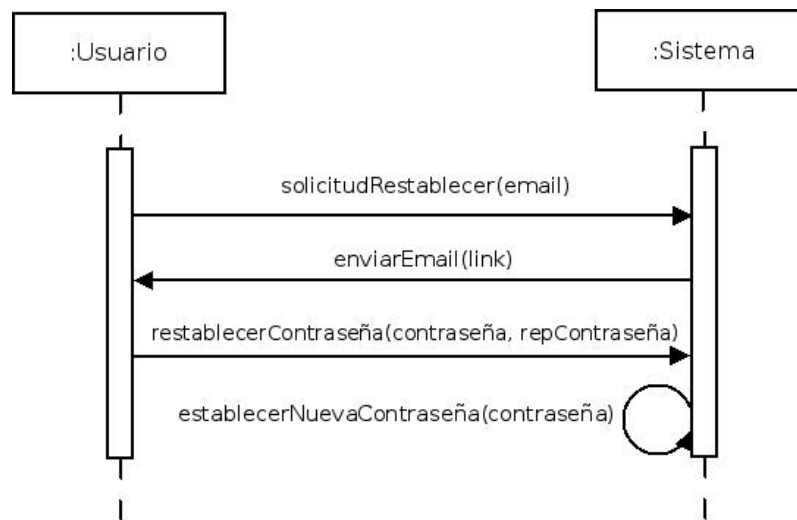 :Usuario
:Sistema
solicitudRestablecer(email)
enviarEmail(link)
restablecerContraseña(contraseña, repContraseña)
establecerNuevaContraseña(contraseña)